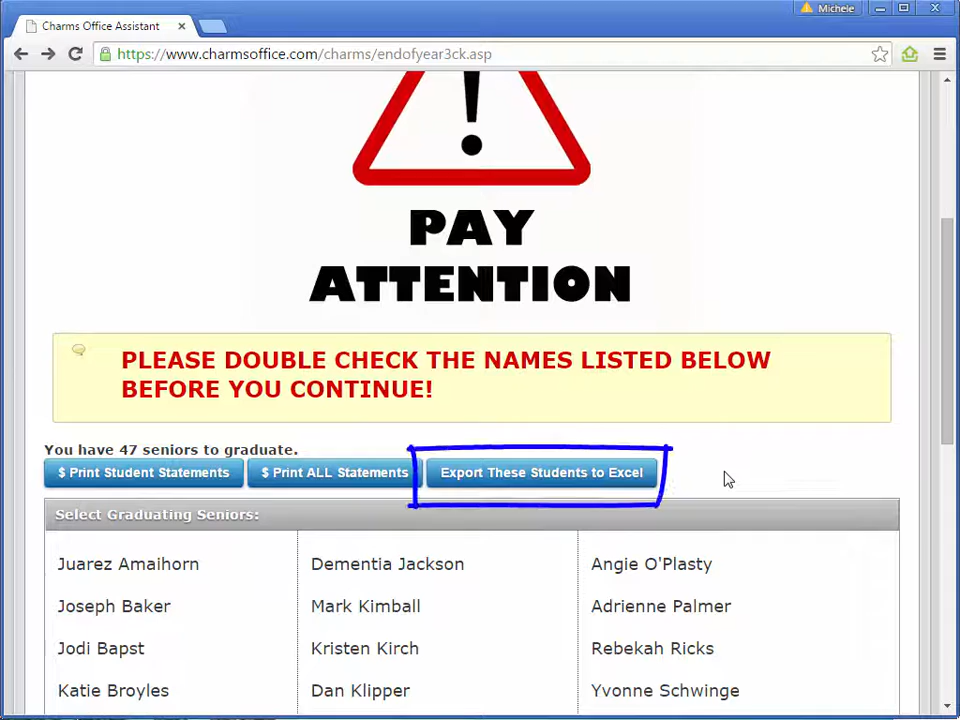 Michele
Charms Office Assistant
https://www.charmsoffice.com/charms/endofyear3ck.asp
PAY
ATTENTION
PLEASE DOUBLE CHECK THE NAMES LISTED BELOW
BEFORE YOU CONTINUE!
You have 47 seniors to graduate.
$ Print Student Statements $ Print ALL Statements Export These Students to Excel
Select Graduating Seniors:
Juarez Amaihorn Dementia Jackson Angie O'Plasty
Joseph Baker Mark Kimball Adrienne Palmer
Jodi Bapst Kristen Kirch Rebekah Ricks
Katie Broyles Dan Klipper Yvonne Schwinge